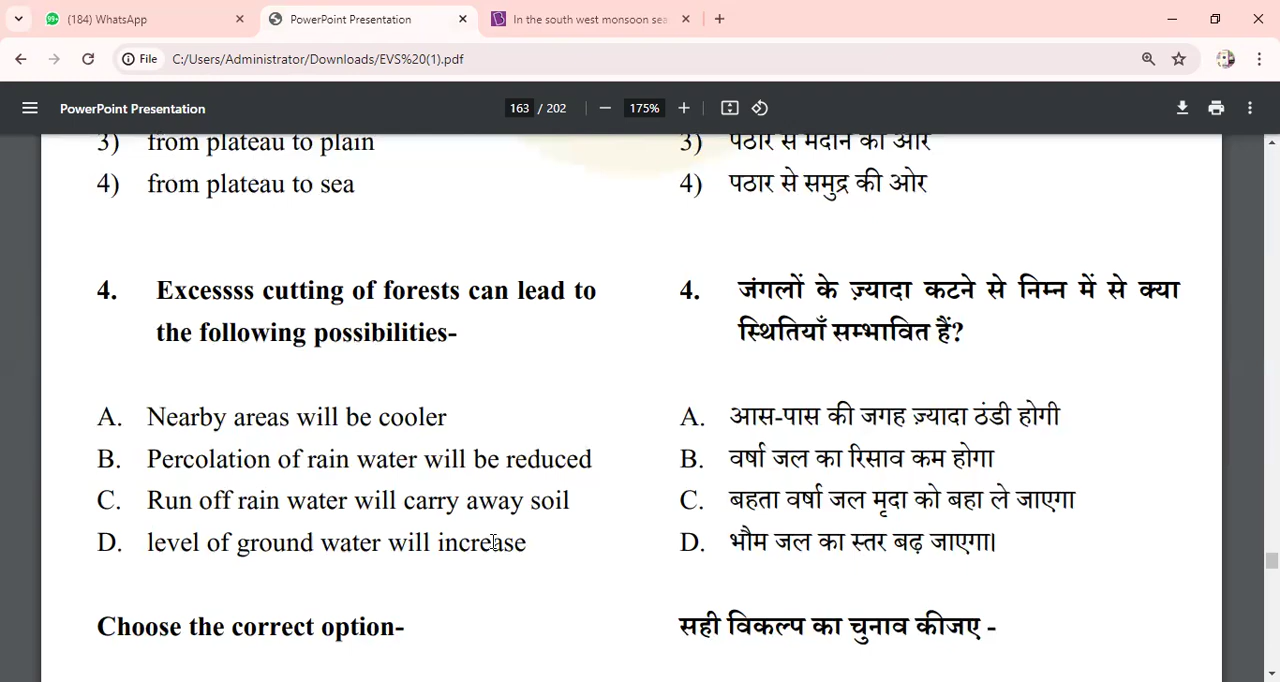 (184) WhatsApp
PowerPoint Presentation
In the south west monsoon sea
File
C:/Users/Administrator/Downloads/EVS%20(1).pdf
PowerPoint Presentation
163 / 202
175%
3) from plateau to plain
4) from plateau to sea
4. Excessss cutting of forests can lead to
the following possibilities-
A. Nearby areas will be cooler
B. Percolation of rain water will be reduced
C. Run off rain water will carry away soil
D. level of ground water will increase
Choose the correct option-
3) पठार से मैदान की ओर
4) पठार से समुद्र की ओर
4. जंगलों के ज़्यादा कटने से निम्न में से क्या
स्थितियाँ सम्भावित हैं?
A. आस-पास की जगह ज़्यादा ठंडी होगी
B. वर्षा जल का रिसाव कम होगा
C. बहता वर्षा जल मृदा को बहा ले जाएगा
D. भौम जल का स्तर बढ़ जाएगा।
सही विकल्प का चुनाव कीजए -